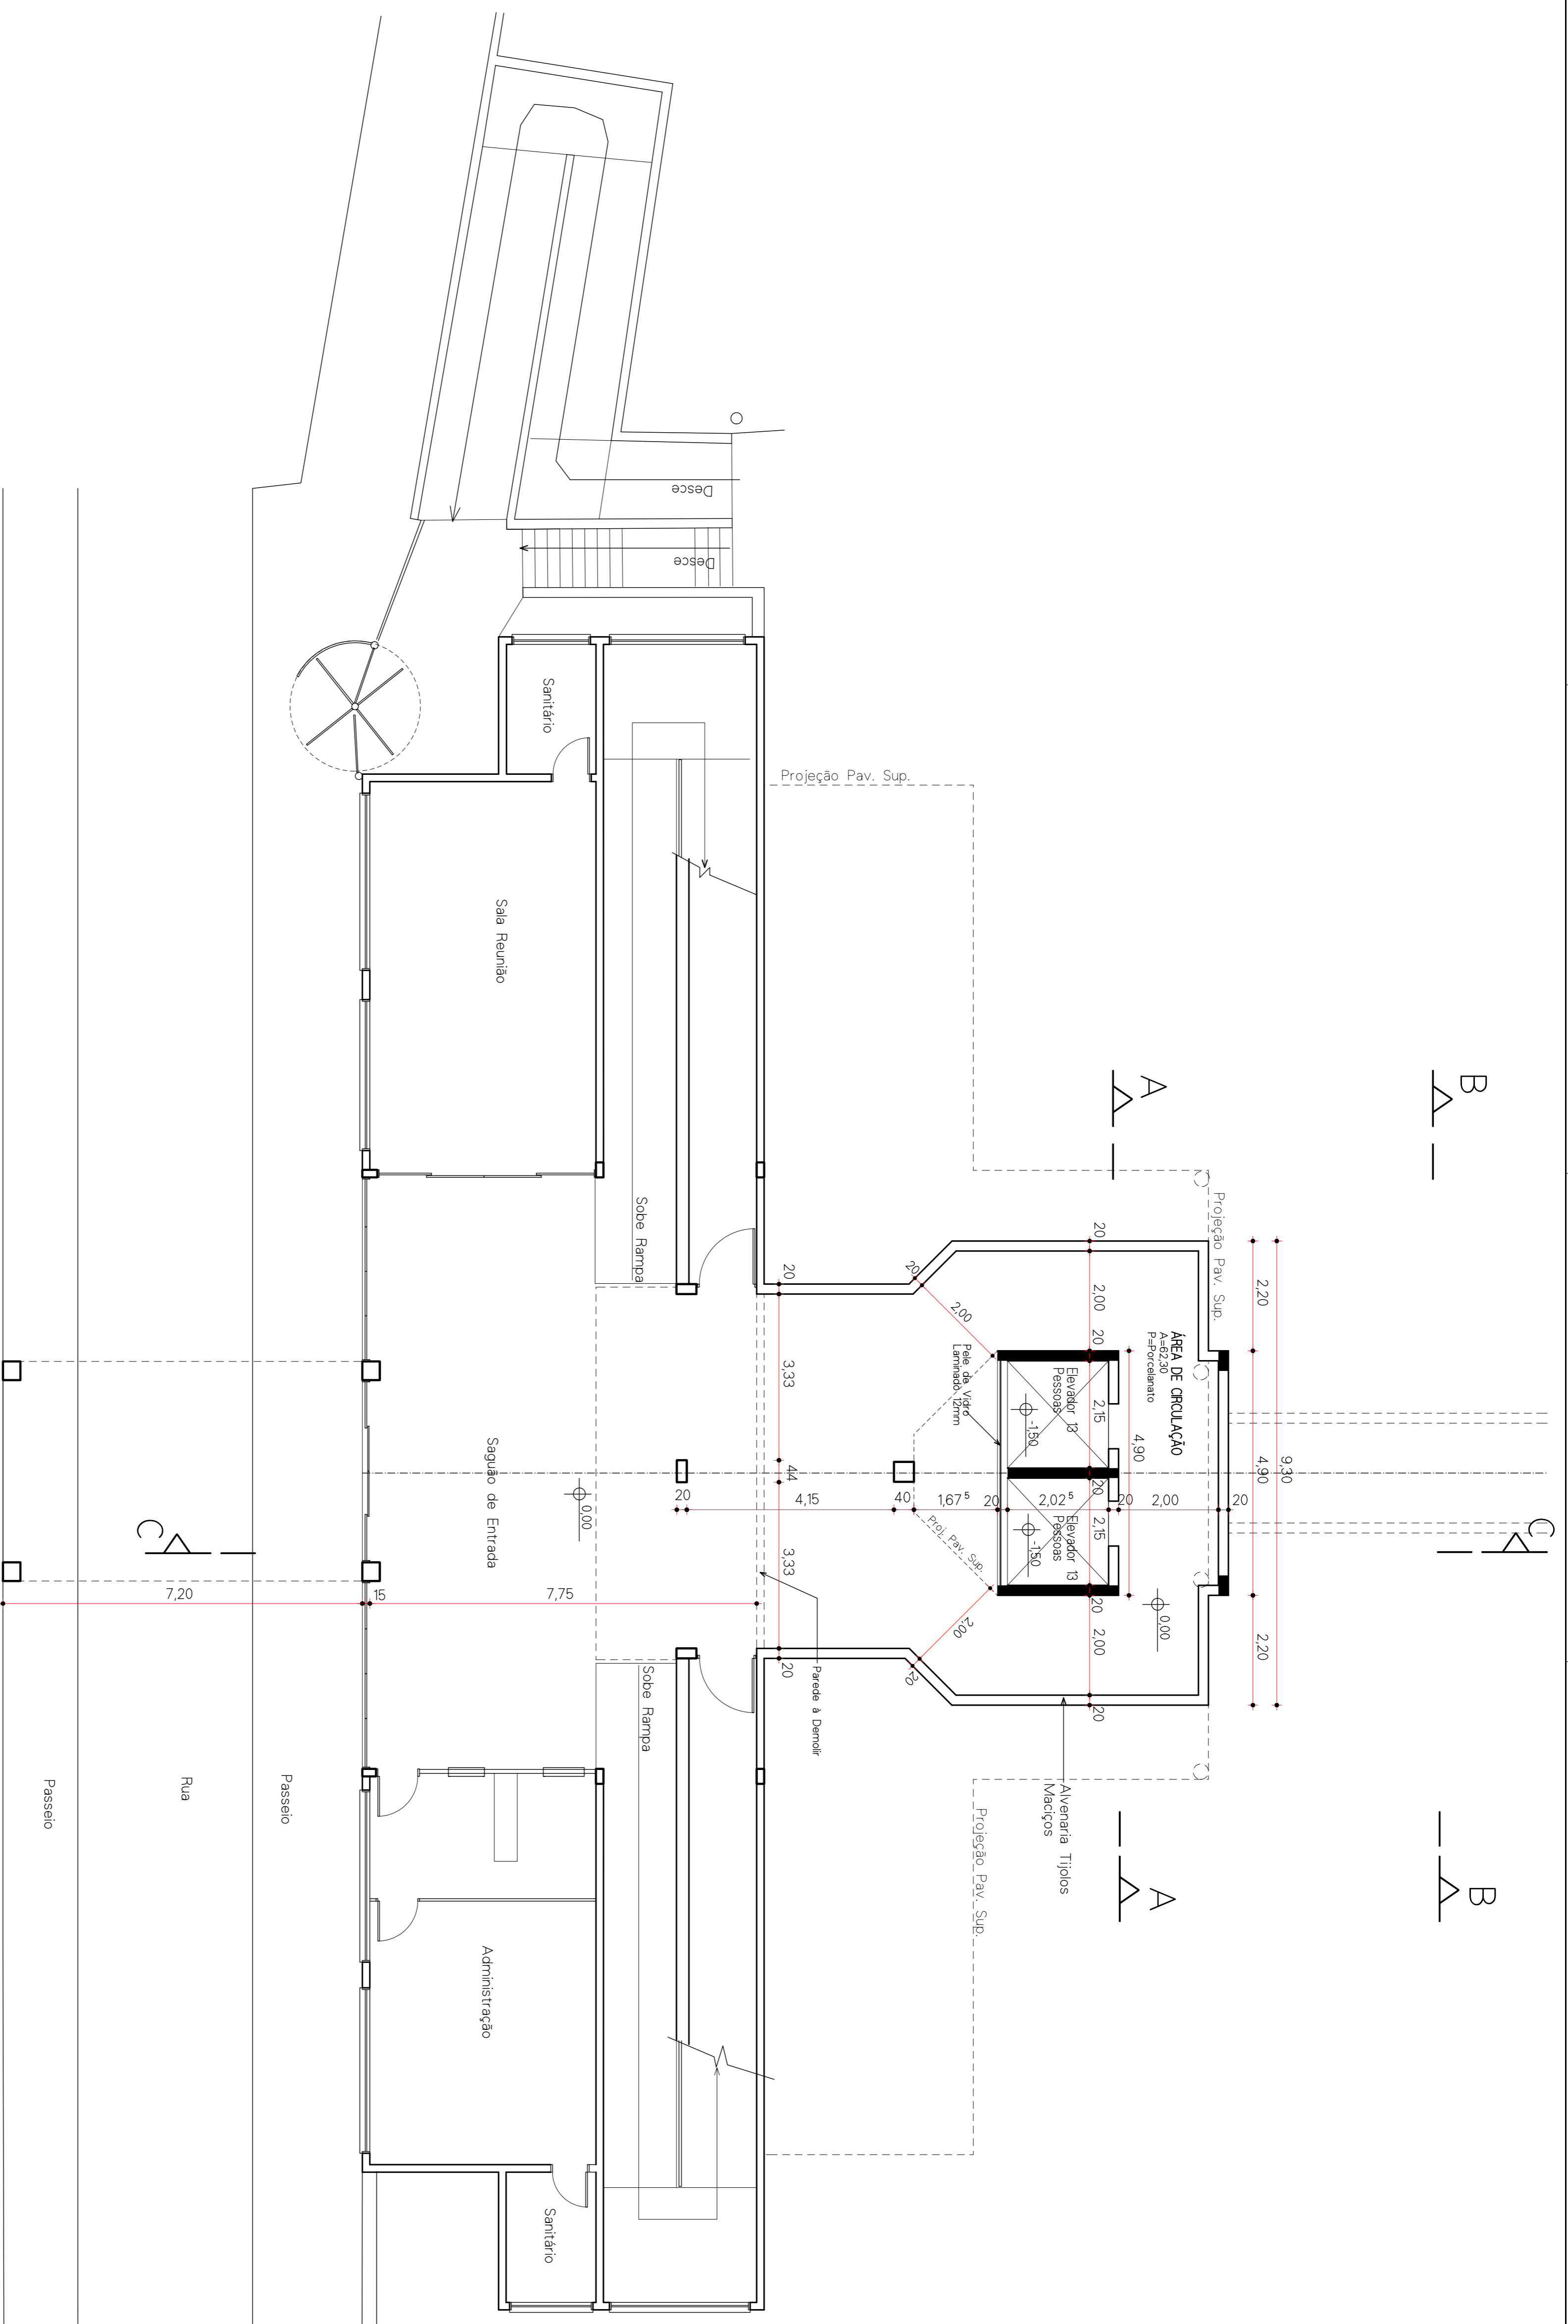 B
A
C
B
A
C
9,30
2,20
4,90
2,20
20
Projeção Pav. Sup.
Projeção Pav. Sup.
Projeção Pav. Sup.
ÁREA DE CIRCULAÇÃO
A=62,30
P=Porcelanato
0,00
4,90
20
2,00
20
2,15
20
2,15
20
2,00
20
Elevador 13
Pessoas
-1,50
Elevador 13
Pessoas
-1,50
Pele de Vidro
Laminado 12mm
Alvenaria Tijolos
Maciços
20
2,00
2,00
20
Proj. Pav. Sup.
20
4,15
40
1,67⁵
20
2,02⁵
20
2,00
20
20
3,33
44
3,33
20
Parede à Demolir
Desce
Desce
Sobe Rampa
Sobe Rampa
Sanitário
Sala Reunião
Saguão de Entrada
0,00
Administração
Sanitário
7,20
15
7,75
Passeio
Rua
Passeio